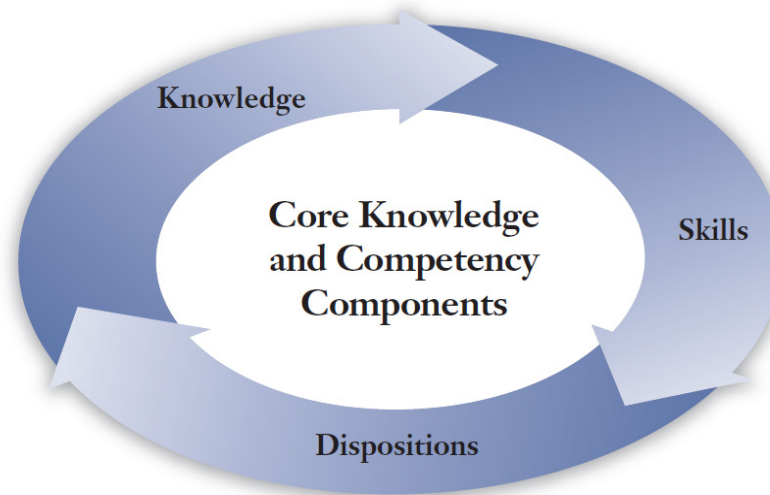 Knowledge
Core Knowledge
and Competency
Components
Skills
Dispositions